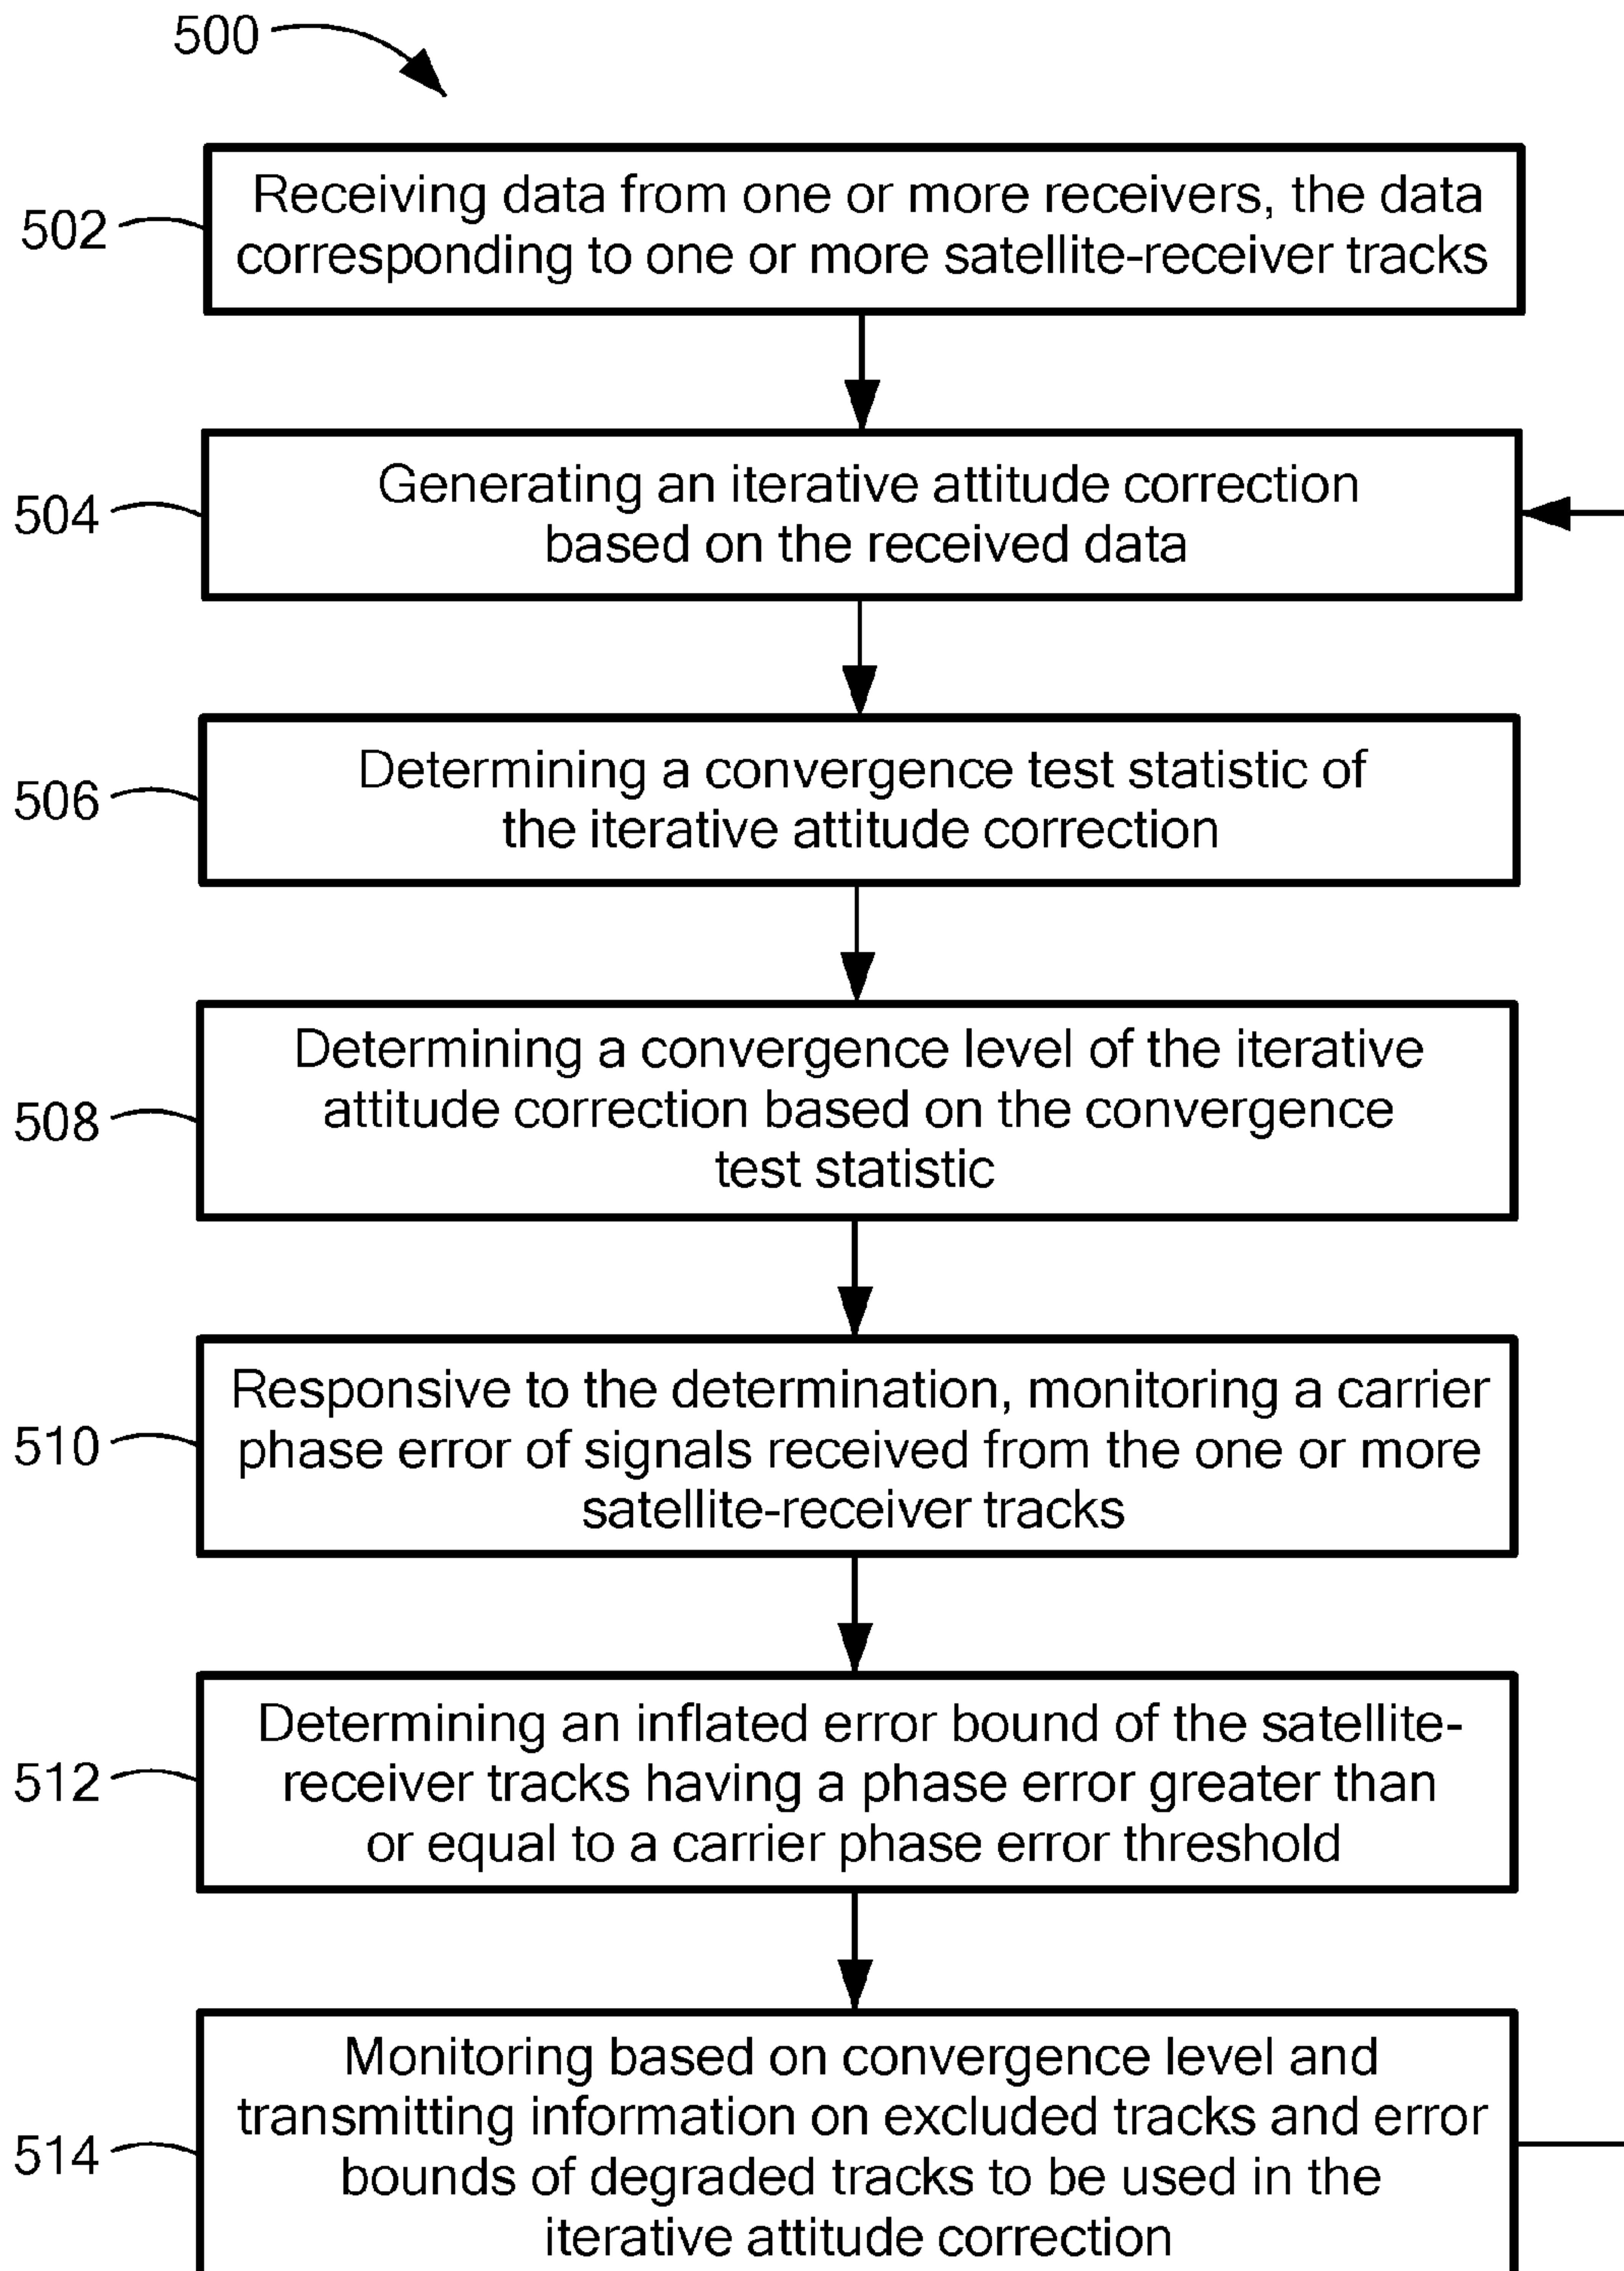 500
502
Receiving data from one or more receivers, the data
corresponding to one or more satellite-receiver tracks
504
Generating an iterative attitude correction
based on the received data
506
Determining a convergence test statistic of
the iterative attitude correction
508
Determining a convergence level of the iterative
attitude correction based on the convergence
test statistic
510
Responsive to the determination, monitoring a carrier
phase error of signals received from the one or more
satellite-receiver tracks
512
Determining an inflated error bound of the satellite-
receiver tracks having a phase error greater than
or equal to a carrier phase error threshold
514
Monitoring based on convergence level and
transmitting information on excluded tracks and error
bounds of degraded tracks to be used in the
iterative attitude correction